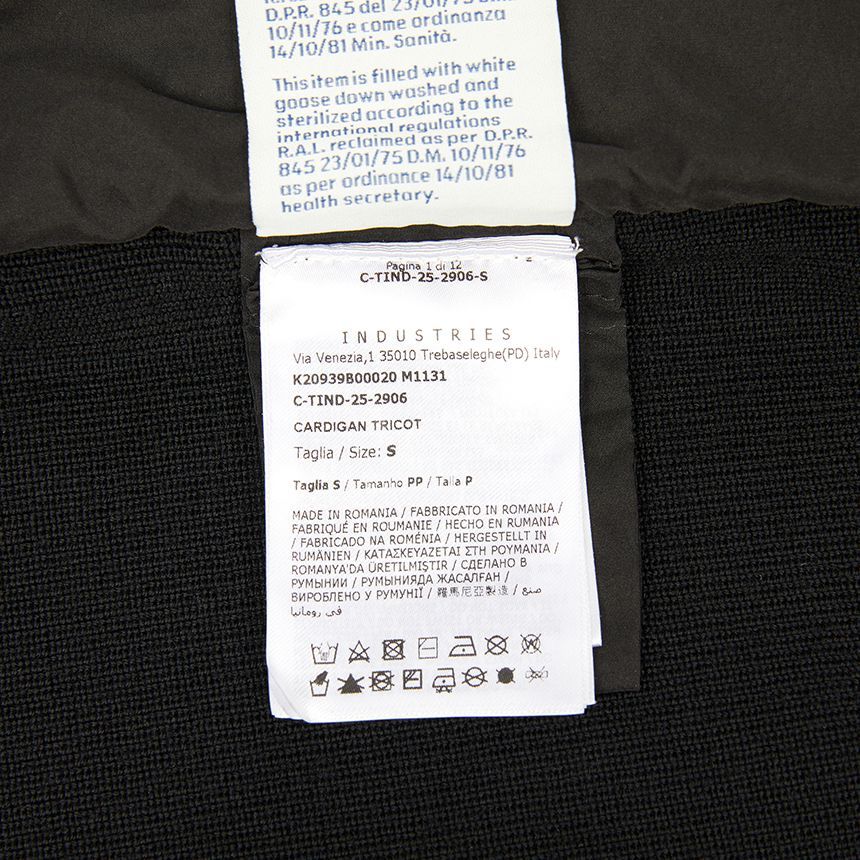 D.P.R. 845 del 23/01/75 D.M.
10/11/76 e come ordinanza
14/10/81 Min. Sanità.
This item is filled with white
goose down washed and
sterilized according to the
international regulations
R.A.L. reclaimed as per D.P.R.
845 23/01/75 D.M. 10/11/76
as per ordinance 14/10/81
health secretary.
Pagina 1 di 12
C-TIND-25-2906-S
INDUSTRIES
Via Venezia,1 35010 Trebaseleghe(PD) Italy
K20939B00020 M1131
C-TIND-25-2906
CARDIGAN TRICOT
Taglia / Size: S
Taglia S / Tamanho PP / Talla P
MADE IN ROMANIA / FABBRICATO IN ROMANIA /
FABRIQUÉ EN ROUMANIE / HECHO EN RUMANIA
/ FABRICADO NA ROMÉNIA / HERGESTELLT IN
RUMÄNIEN / ΚΑΤΑΣΚΕΥΑΖΕΤΑΙ ΣΤΗ ΡΟΥΜΑΝΙΑ /
ROMANYA'DA ÜRETİLMİŞTİR / СДЕЛАНО В
РУМЫНИИ / РУМЫНИЯДА ЖАСАЛҒАН /
ВИРОБЛЕНО У РУМУНІЇ / 羅馬尼亞製造 / صنع
في رومانيا